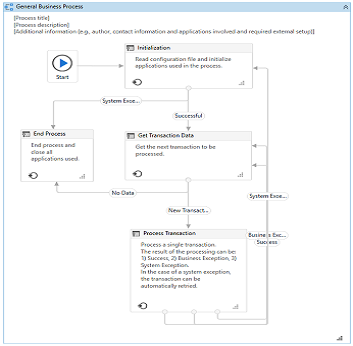 General Business Process
[Process title]
[Process description]
[Additional information (e.g., author, contact information and applications involved and required external setup)]
Initialization
Read configuration file and initialize
applications used in the process.
Start
System Exce...
Successful
End Process
End process and
close all
applications used.
Get Transaction Data
Get the next transaction to be
processed.
No Data
System Exce...
New Transact...
Process Transaction
Process a single transaction.
The result of the processing can be:
1) Success, 2) Business Exception, 3)
System Exception.
In the case of a system exception,
the transaction can be
automatically retried.
Business Exc...
Success